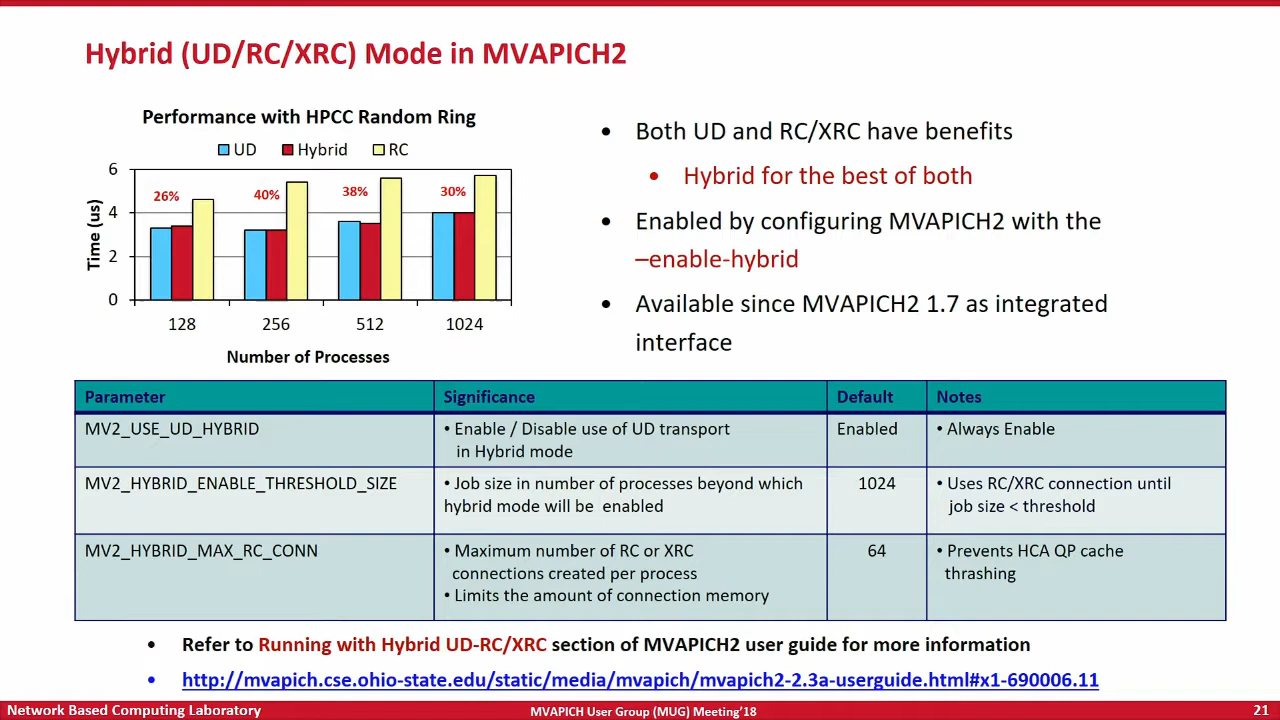 Hybrid (UD/RC/XRC) Mode in MVAPICH2
Performance with HPCC Random Ring
UD Hybrid RC
Time (us)
6
4
2
0
26% 40% 38% 30%
128 256 512 1024
Number of Processes
• Both UD and RC/XRC have benefits
• Hybrid for the best of both
• Enabled by configuring MVAPICH2 with the
–enable-hybrid
• Available since MVAPICH2 1.7 as integrated
interface
Parameter Significance Default Notes
MV2_USE_UD_HYBRID • Enable / Disable use of UD transport Enabled • Always Enable
in Hybrid mode
MV2_HYBRID_ENABLE_THRESHOLD_SIZE • Job size in number of processes beyond which 1024 • Uses RC/XRC connection until
hybrid mode will be enabled job size < threshold
MV2_HYBRID_MAX_RC_CONN • Maximum number of RC or XRC 64 • Prevents HCA QP cache
connections created per process thrashing
• Limits the amount of connection memory
• Refer to Running with Hybrid UD-RC/XRC section of MVAPICH2 user guide for more information
• http://mvapich.cse.ohio-state.edu/static/media/mvapich/mvapich2-2.3a-userguide.html#x1-690006.11
Network Based Computing Laboratory MVAPICH User Group (MUG) Meeting'18 21